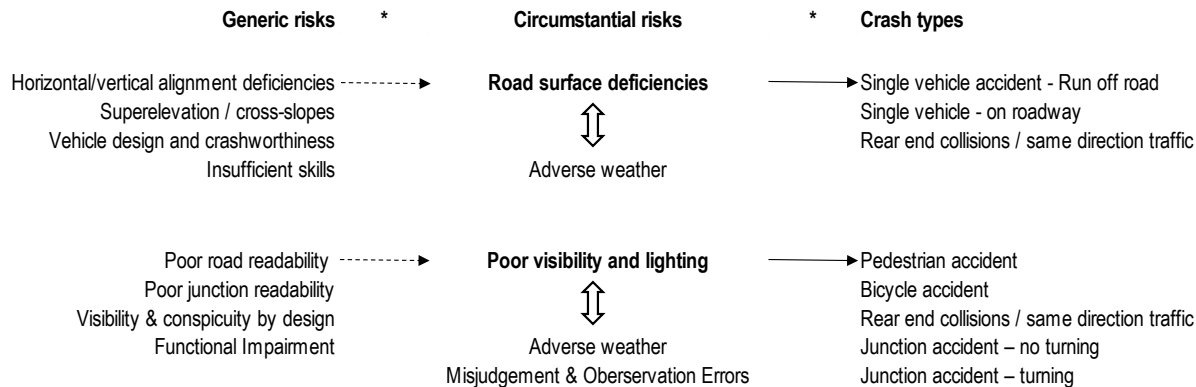 Generic risks * Circumstantial risks * Crash types
Horizontal/vertical alignment deficiencies Road surface deficiencies Single vehicle accident - Run off road
Superelevation / cross-slopes Single vehicle - on roadway
Vehicle design and crashworthiness Rear end collisions / same direction traffic
Insufficient skills Adverse weather
Poor road readability Poor visibility and lighting Pedestrian accident
Poor junction readability Bicycle accident
Visibility & conspicuity by design Rear end collisions / same direction traffic
Functional Impairment Adverse weather Junction accident – no turning
Misjudgement & Oberservation Errors Junction accident – turning